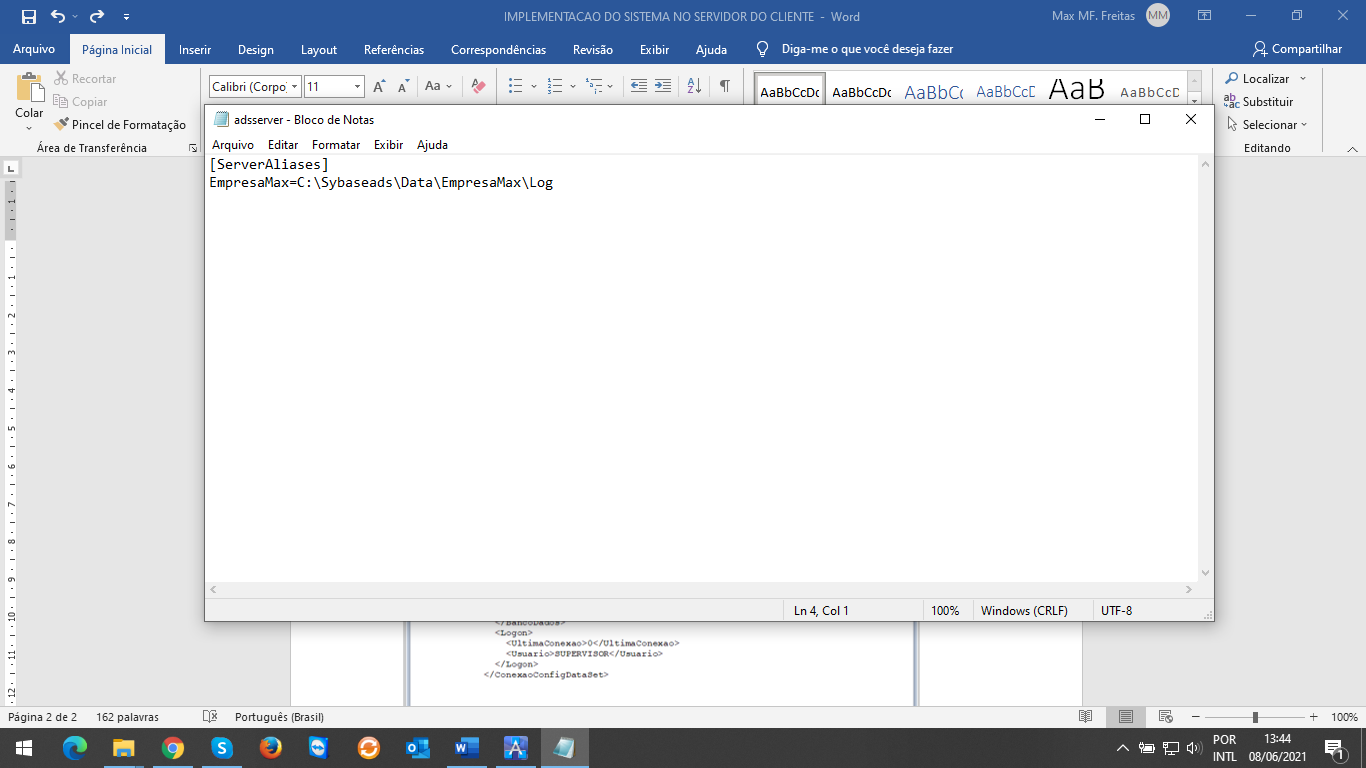 IMPLEMENTACAO DO SISTEMA NO SERVIDOR DO CLIENTE - Word
Max MF. Freitas
MM
Arquivo
Página Inicial
Inserir
Design
Layout
Referências
Correspondências
Revisão
Exibir
Ajuda
Diga-me o que você deseja fazer
Compartilhar
Colar
Recortar
Copiar
Pincel de Formatação
Área de Transferência
Calibri (Corpo
11
Aa
AaBbCcDc
AaBbCcDc
AaBbCc
AaBbCcD
AaB
AaBbCcD
Localizar
Substituir
Selecionar
Editando
adsserver - Bloco de Notas
Arquivo Editar Formatar Exibir Ajuda
[ServerAliases]
EmpresaMax=C:\Sybaseads\Data\EmpresaMax\Log
Ln 4, Col 1
100%
Windows (CRLF)
UTF-8
</BancoDados>
<Logon>
<UltimaConexao>0</UltimaConexao>
<Usuario>SUPERVISOR</Usuario>
</Logon>
</ConexaoConfigDataSet>
Página 2 de 2
162 palavras
Português (Brasil)
100%
POR
INTL
13:44
08/06/2021
1